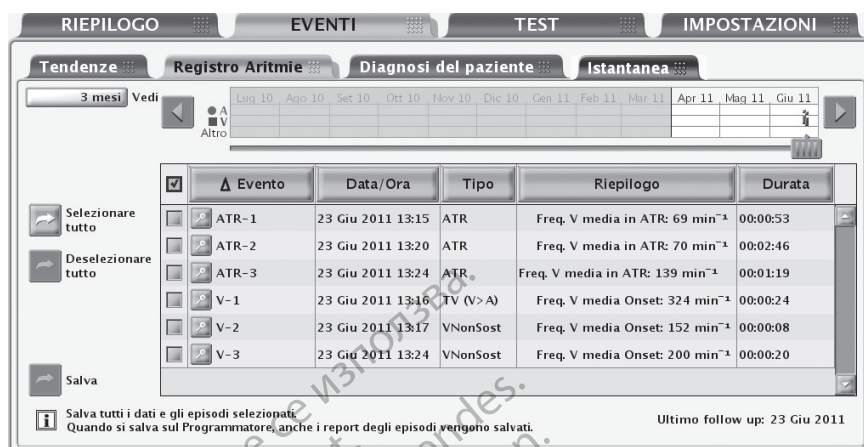 RIEPILOGO EVENTI TEST IMPOSTAZIONI
Tendenze Registro Aritmie Diagnosi del paziente Istantanea
3 mesi Vedi
Lug 10 Ago 10 Set 10 Ott 10 Nov 10 Dic 10 Gen 11 Feb 11 Mar 11 Apr 11 Mag 11 Giu 11
A
V
Altro
Δ Evento Data/Ora Tipo Riepilogo Durata
Selezionare tutto
Deselezionare tutto
ATR-1 23 Giu 2011 13:15 ATR Freq. V media in ATR: 69 min⁻¹ 00:00:53
ATR-2 23 Giu 2011 13:20 ATR Freq. V media in ATR: 70 min⁻¹ 00:02:46
ATR-3 23 Giu 2011 13:24 ATR Freq. V media in ATR: 139 min⁻¹ 00:01:19
V-1 23 Giu 2011 13:16 TV (V>A) Freq. V media Onset: 324 min⁻¹ 00:00:24
V-2 23 Giu 2011 13:17 VNonSost Freq. V media Onset: 152 min⁻¹ 00:00:08
V-3 23 Giu 2011 13:24 VNonSost Freq. V media Onset: 200 min⁻¹ 00:00:20
Salva
Salva tutti i dati e gli episodi selezionati.
Quando si salva sul Programmatore, anche i report degli episodi vengono salvati.
Ultimo follow up: 23 Giu 2011
се използва.